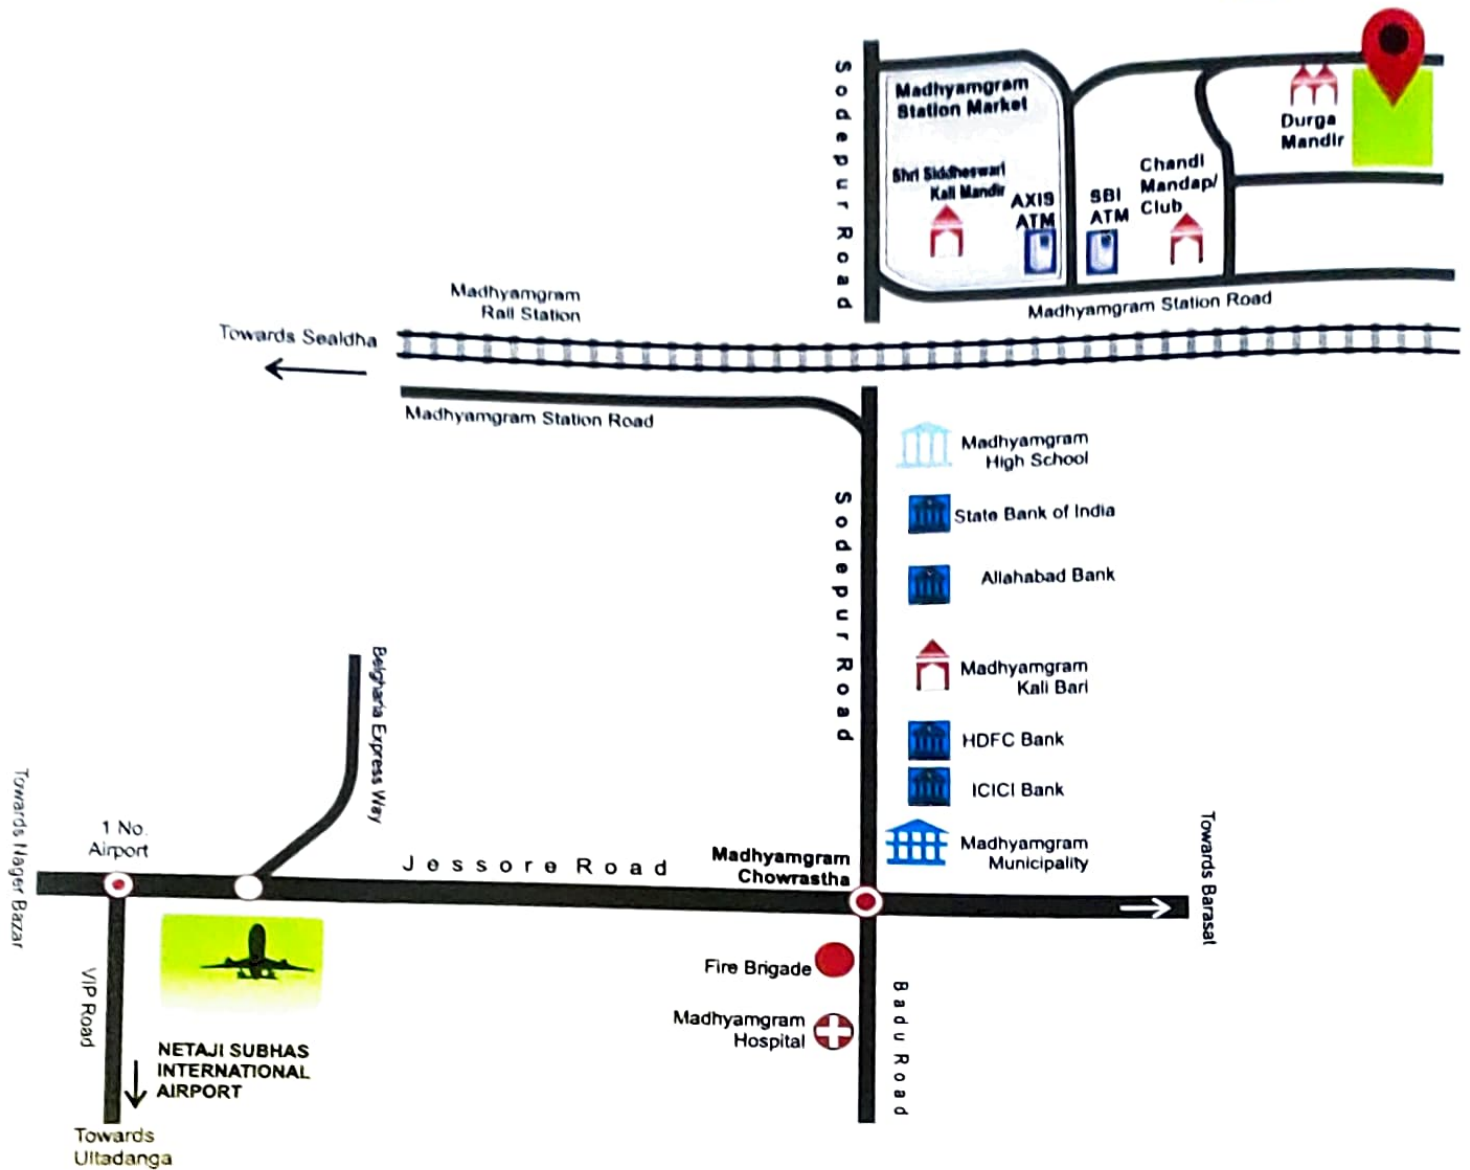 Sodepur Road
Madhyamgram
Station Market
Shri Siddheswari
Kali Mandir
AXIS
ATM
SBI
ATM
Chandi
Mandap/
Club
Durga
Mandir
Madhyamgram Station Road
Madhyamgram
Rail Station
Towards Sealdha
Madhyamgram Station Road
Madhyamgram
High School
Sodepur Road
State Bank of India
Allahabad Bank
Madhyamgram
Kali Bari
HDFC Bank
ICICI Bank
Madhyamgram
Municipality
Belgharia Express Way
Towards Nager Bazar
1 No.
Airport
Jessore Road
Madhyamgram
Chowrastha
Towards Barasat
Fire Brigade
Madhyamgram
Hospital
Badu Road
VIP Road
NETAJI SUBHAS
INTERNATIONAL
AIRPORT
Towards
Ultadanga